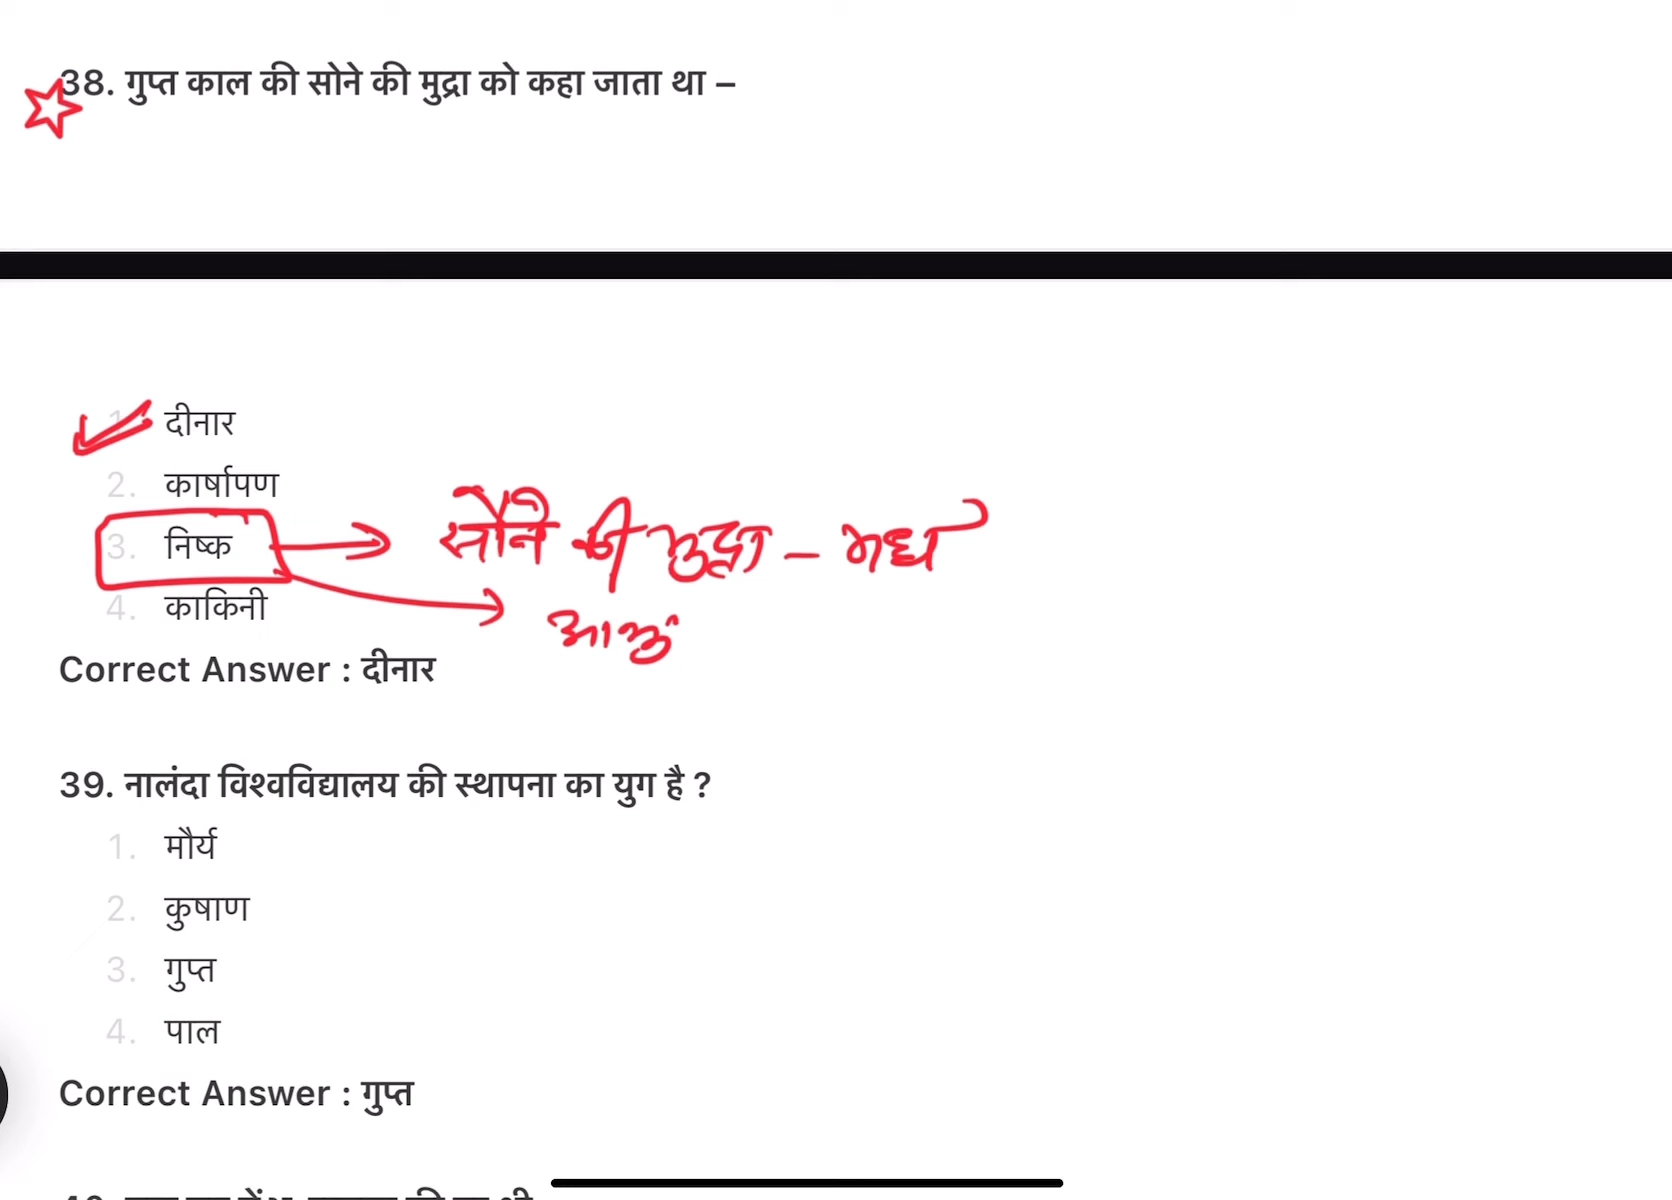 38. गुप्त काल की सोने की मुद्रा को कहा जाता था –
दीनार
2. कार्षापण
3. निष्क
सोने की मुद्रा –
4. काकिनी
Correct Answer : दीनार
39. नालंदा विश्वविद्यालय की स्थापना का युग है ?
1. मौर्य
2. कुषाण
3. गुप्त
4. पाल
Correct Answer : गुप्त